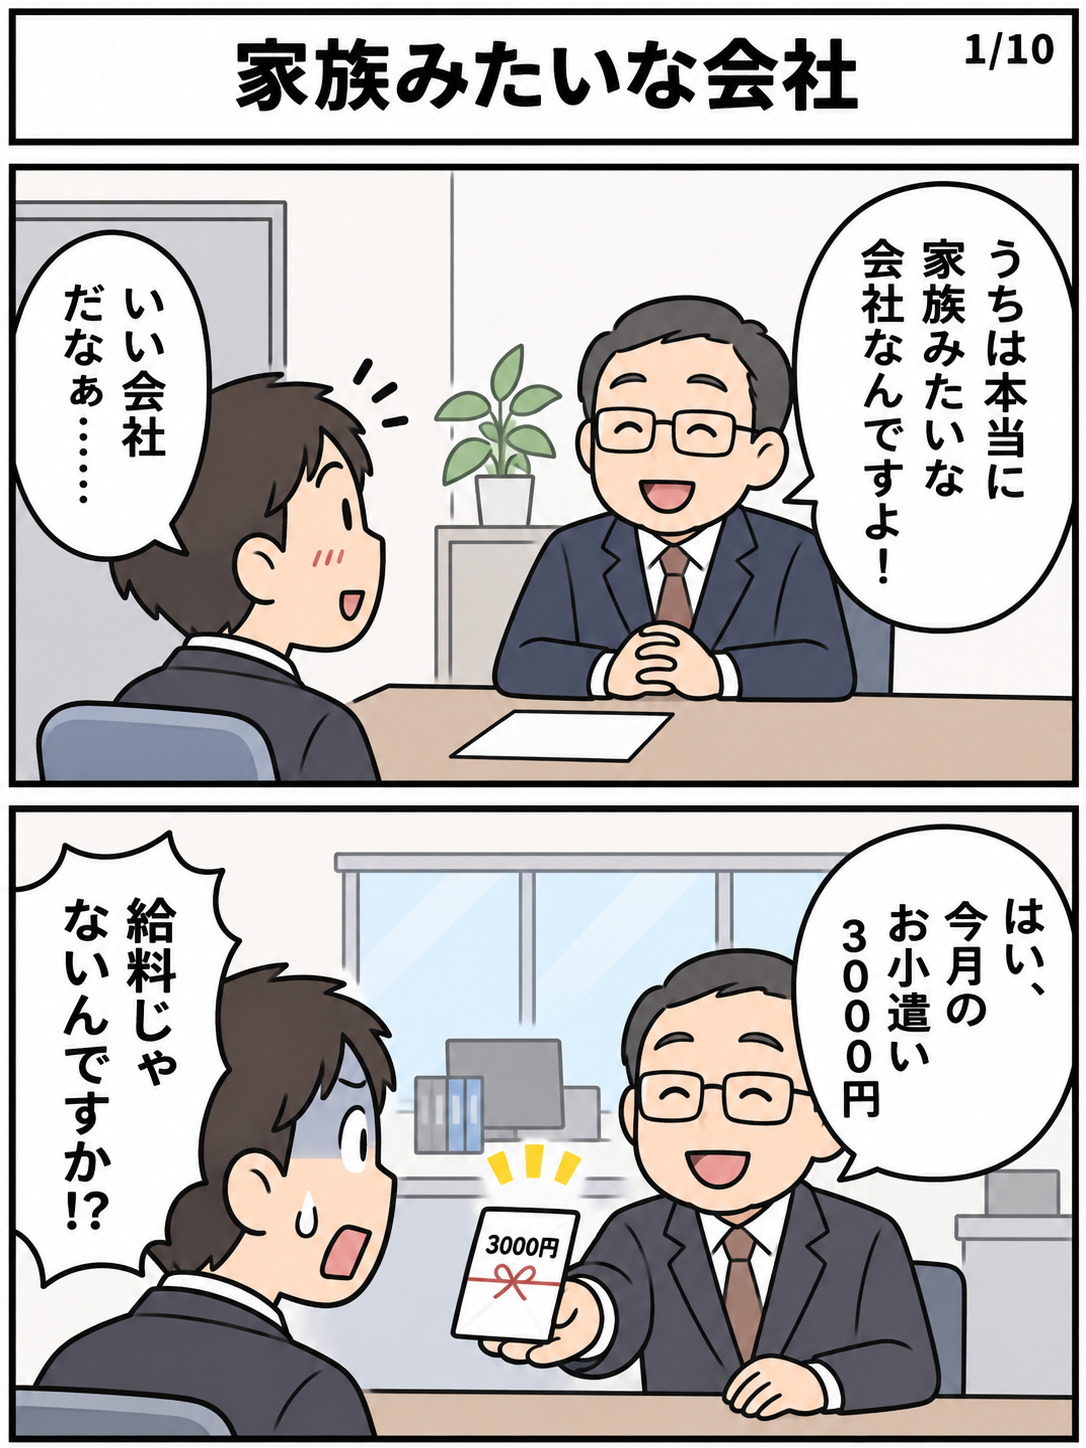 家族みたいな会社
1/10
うちは本当に
家族みたいな
会社なんですよ！
いい会社
だなぁ……
はい、
今月の
お小遣い
3000円
給料じゃ
ないんですか!?
3000円